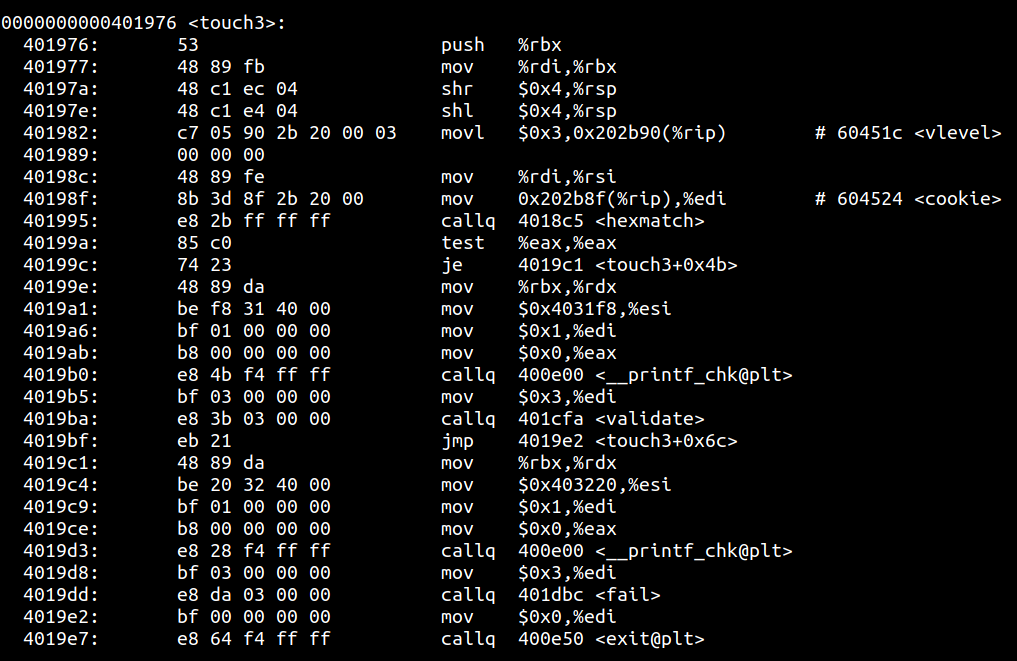 0000000000401976 <touch3>:
401976: 53 push %rbx
401977: 48 89 fb mov %rdi,%rbx
40197a: 48 c1 ec 04 shr $0x4,%rsp
40197e: 48 c1 e4 04 shl $0x4,%rsp
401982: c7 05 90 2b 20 00 03 movl $0x3,0x202b90(%rip) # 60451c <vlevel>
401989: 00 00 00
40198c: 48 89 fe mov %rdi,%rsi
40198f: 8b 3d 8f 2b 20 00 mov 0x202b8f(%rip),%edi # 604524 <cookie>
401995: e8 2b ff ff ff callq 4018c5 <hexmatch>
40199a: 85 c0 test %eax,%eax
40199c: 74 23 je 4019c1 <touch3+0x4b>
40199e: 48 89 da mov %rbx,%rdx
4019a1: be f8 31 40 00 mov $0x4031f8,%esi
4019a6: bf 01 00 00 00 mov $0x1,%edi
4019ab: b8 00 00 00 00 mov $0x0,%eax
4019b0: e8 4b f4 ff ff callq 400e00 <__printf_chk@plt>
4019b5: bf 03 00 00 00 mov $0x3,%edi
4019ba: e8 3b 03 00 00 callq 401cfa <validate>
4019bf: eb 21 jmp 4019e2 <touch3+0x6c>
4019c1: 48 89 da mov %rbx,%rdx
4019c4: be 20 32 40 00 mov $0x403220,%esi
4019c9: bf 01 00 00 00 mov $0x1,%edi
4019ce: b8 00 00 00 00 mov $0x0,%eax
4019d3: e8 28 f4 ff ff callq 400e00 <__printf_chk@plt>
4019d8: bf 03 00 00 00 mov $0x3,%edi
4019dd: e8 da 03 00 00 callq 401dbc <fail>
4019e2: bf 00 00 00 00 mov $0x0,%edi
4019e7: e8 64 f4 ff ff callq 400e50 <exit@plt>